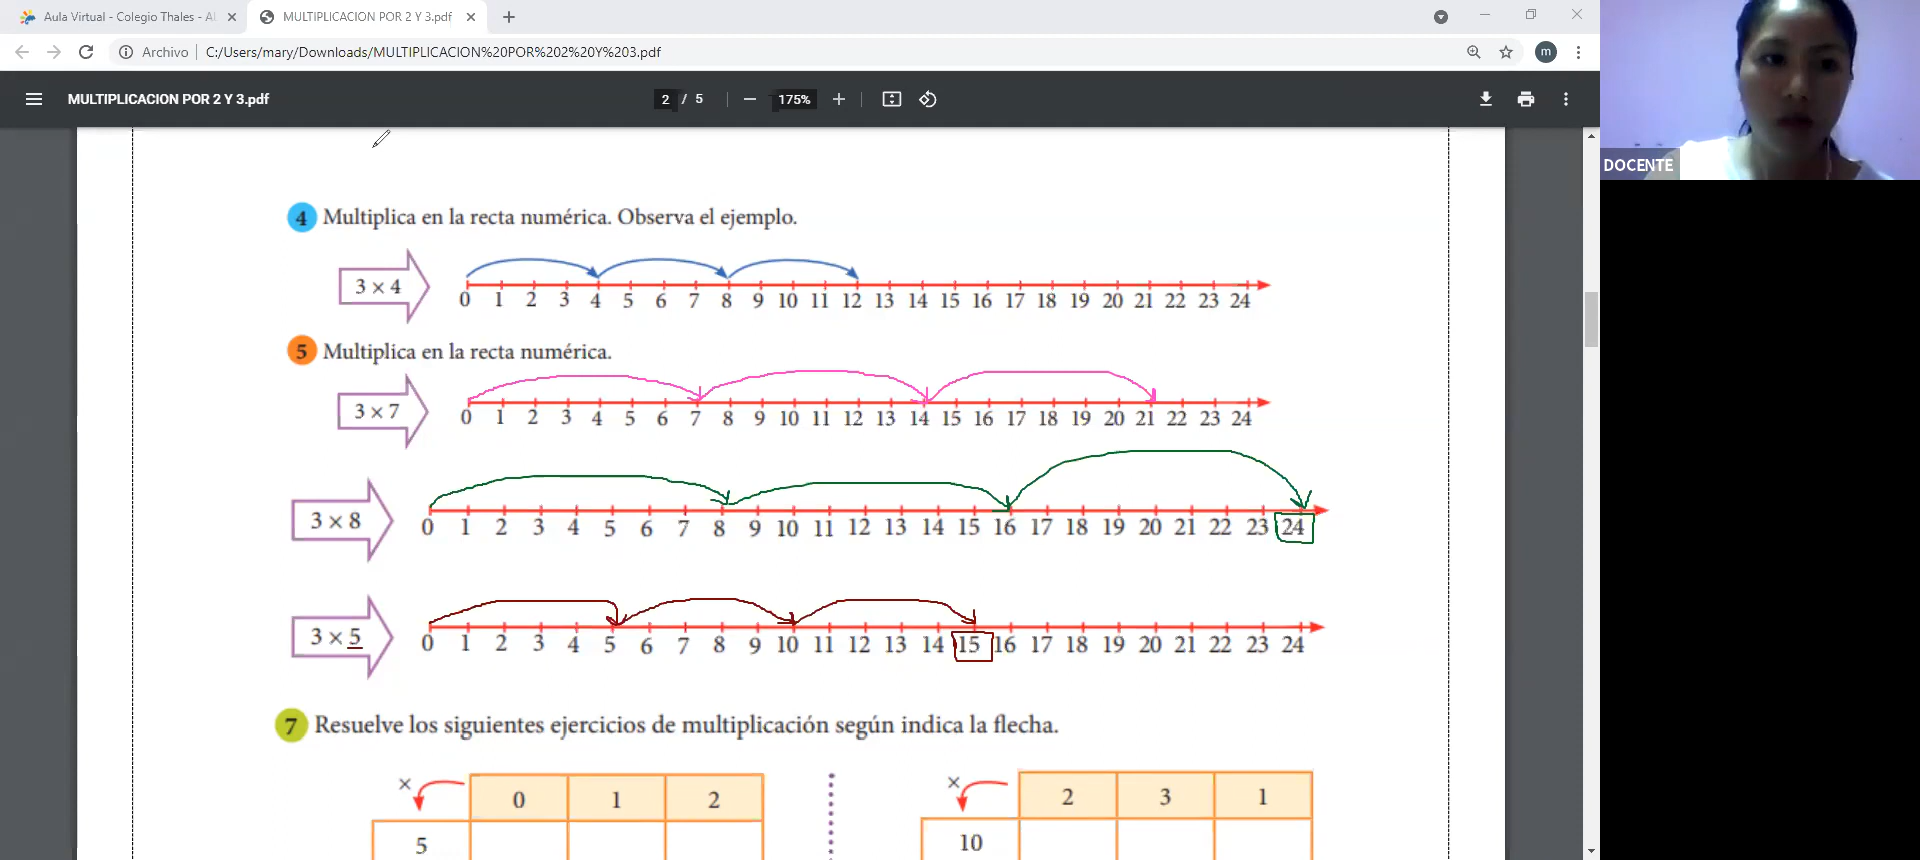 Aula Virtual - Colegio Thales - Al
MULTIPLICACION POR 2 Y 3.pdf
Archivo
C:/Users/mary/Downloads/MULTIPLICACION%20POR%202%20Y%203.pdf
m
MULTIPLICACION POR 2 Y 3.pdf
2 / 5
175%
DOCENTE
4 Multiplica en la recta numérica. Observa el ejemplo.
3 × 4
0 1 2 3 4 5 6 7 8 9 10 11 12 13 14 15 16 17 18 19 20 21 22 23 24
5 Multiplica en la recta numérica.
3 × 7
0 1 2 3 4 5 6 7 8 9 10 11 12 13 14 15 16 17 18 19 20 21 22 23 24
3 × 8
0 1 2 3 4 5 6 7 8 9 10 11 12 13 14 15 16 17 18 19 20 21 22 23 24
3 × 5
0 1 2 3 4 5 6 7 8 9 10 11 12 13 14 15 16 17 18 19 20 21 22 23 24
7 Resuelve los siguientes ejercicios de multiplicación según indica la flecha.
× 0 1 2
5
× 2 3 1
10